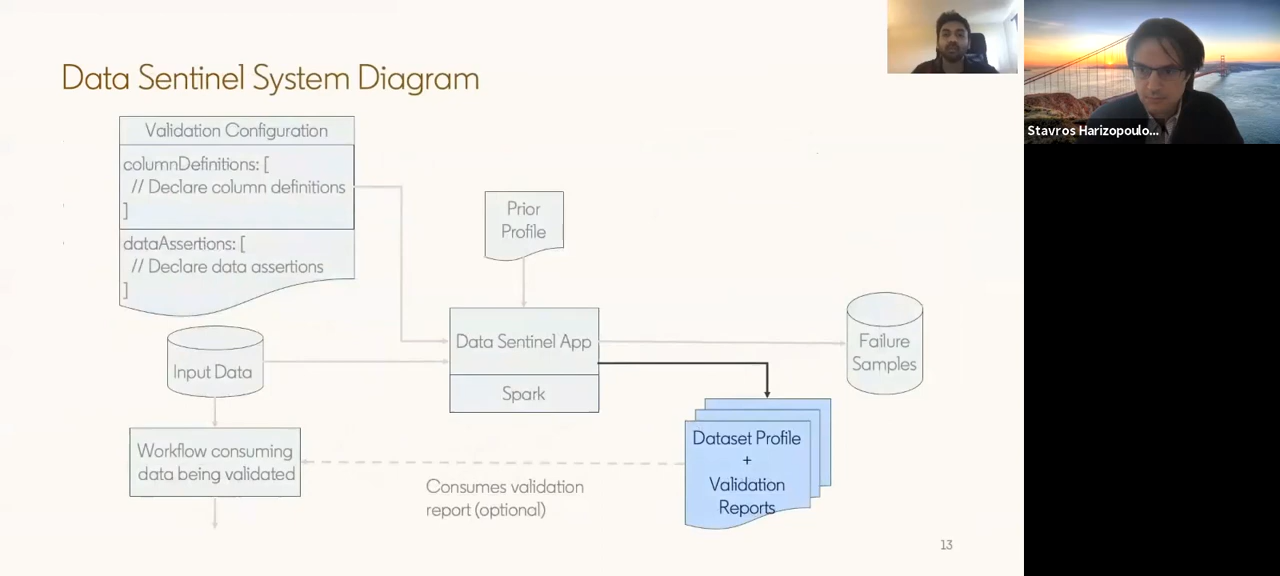 Data Sentinel System Diagram
Stavros Harizopoulo...
Validation Configuration
columnDefinitions: [
// Declare column definitions
]
dataAssertions: [
// Declare data assertions
]
Prior
Profile
Input Data
Data Sentinel App
Spark
Failure
Samples
Workflow consuming
data being validated
Consumes validation
report (optional)
Dataset Profile
+
Validation
Reports
13